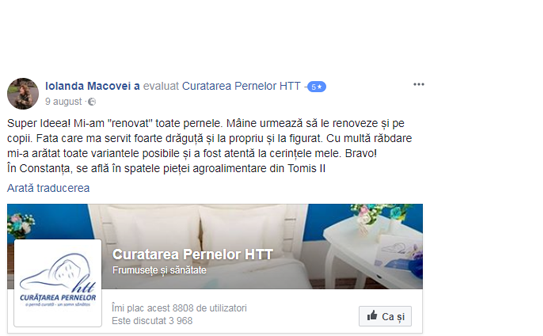 Iolanda Macovei a evaluat Curatarea Pernelor HTT - 5★
9 august ·
Super Ideea! Mi-am "renovat" toate pernele. Mâine urmează să le renoveze și pe
copii. Fata care ma servit foarte drăguță și la propriu și la figurat. Cu multă răbdare
mi-a arătat toate variantele posibile și a fost atentă la cerințele mele. Bravo!
În Constanța, se află în spatele pieței agroalimentare din Tomis II
Arată traducerea
Curatarea Pernelor HTT
Frumusețe și sănătate
htt
CURĂȚAREA PERNELOR
o pernă curată - un somn sănătos
Îmi plac acest 8808 de utilizatori
Este discutat 3 968
Ca și